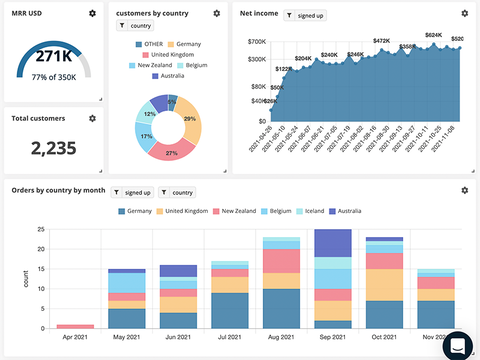 MRR USD
271K
77% of 350K
Total customers
2,235
customers by country
country
OTHER Germany
United Kingdom
New Zealand Belgium
Australia
5%
29%
27%
17%
12%
Net income
signed up
$700K
$300K
$80K
$40K
$26K
$50K
$122K
$204K
$240K
$246K
$472K
$358K
$624K
$520
2021-04-26
2021-05-10
2021-05-24
2021-06-07
2021-06-21
2021-07-05
2021-07-19
2021-08-02
2021-08-16
2021-08-30
2021-09-13
2021-09-27
2021-10-11
2021-10-25
2021-11-08
Orders by country by month
signed up
country
Germany United Kingdom New Zealand Belgium Iceland Australia
count
25
20
15
10
5
0
Apr 2021 May 2021 Jun 2021 Jul 2021 Aug 2021 Sep 2021 Oct 2021 Nov 202